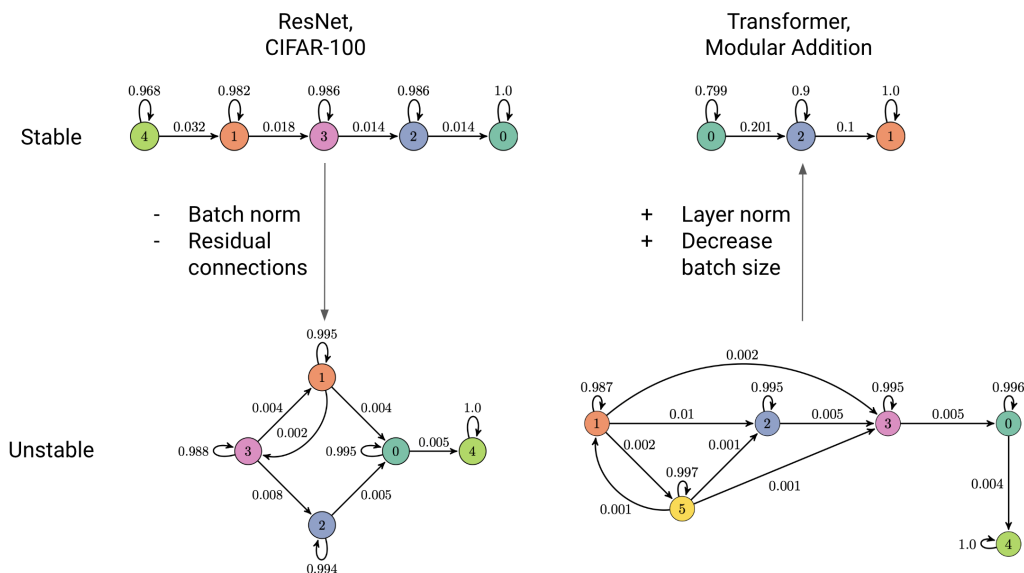 ResNet,
CIFAR-100
Transformer,
Modular Addition
Stable
0.968 0.982 0.986 0.986 1.0
0.032 0.018 0.014 0.014
4 1 3 2 0
0.799 0.9 1.0
0.201 0.1
0 2 1
- Batch norm
- Residual
connections
+ Layer norm
+ Decrease
batch size
Unstable
0.995
1
0.004 0.004
0.002
1.0
0.988 3 0.995 0 0.005 4
0.008 0.005
2
0.994
0.002
0.987 0.995 0.995 0.996
1 0.01 2 0.005 3 0.005 0
0.002 0.001
0.997
0.001
0.004
0.001 5
1.0 4